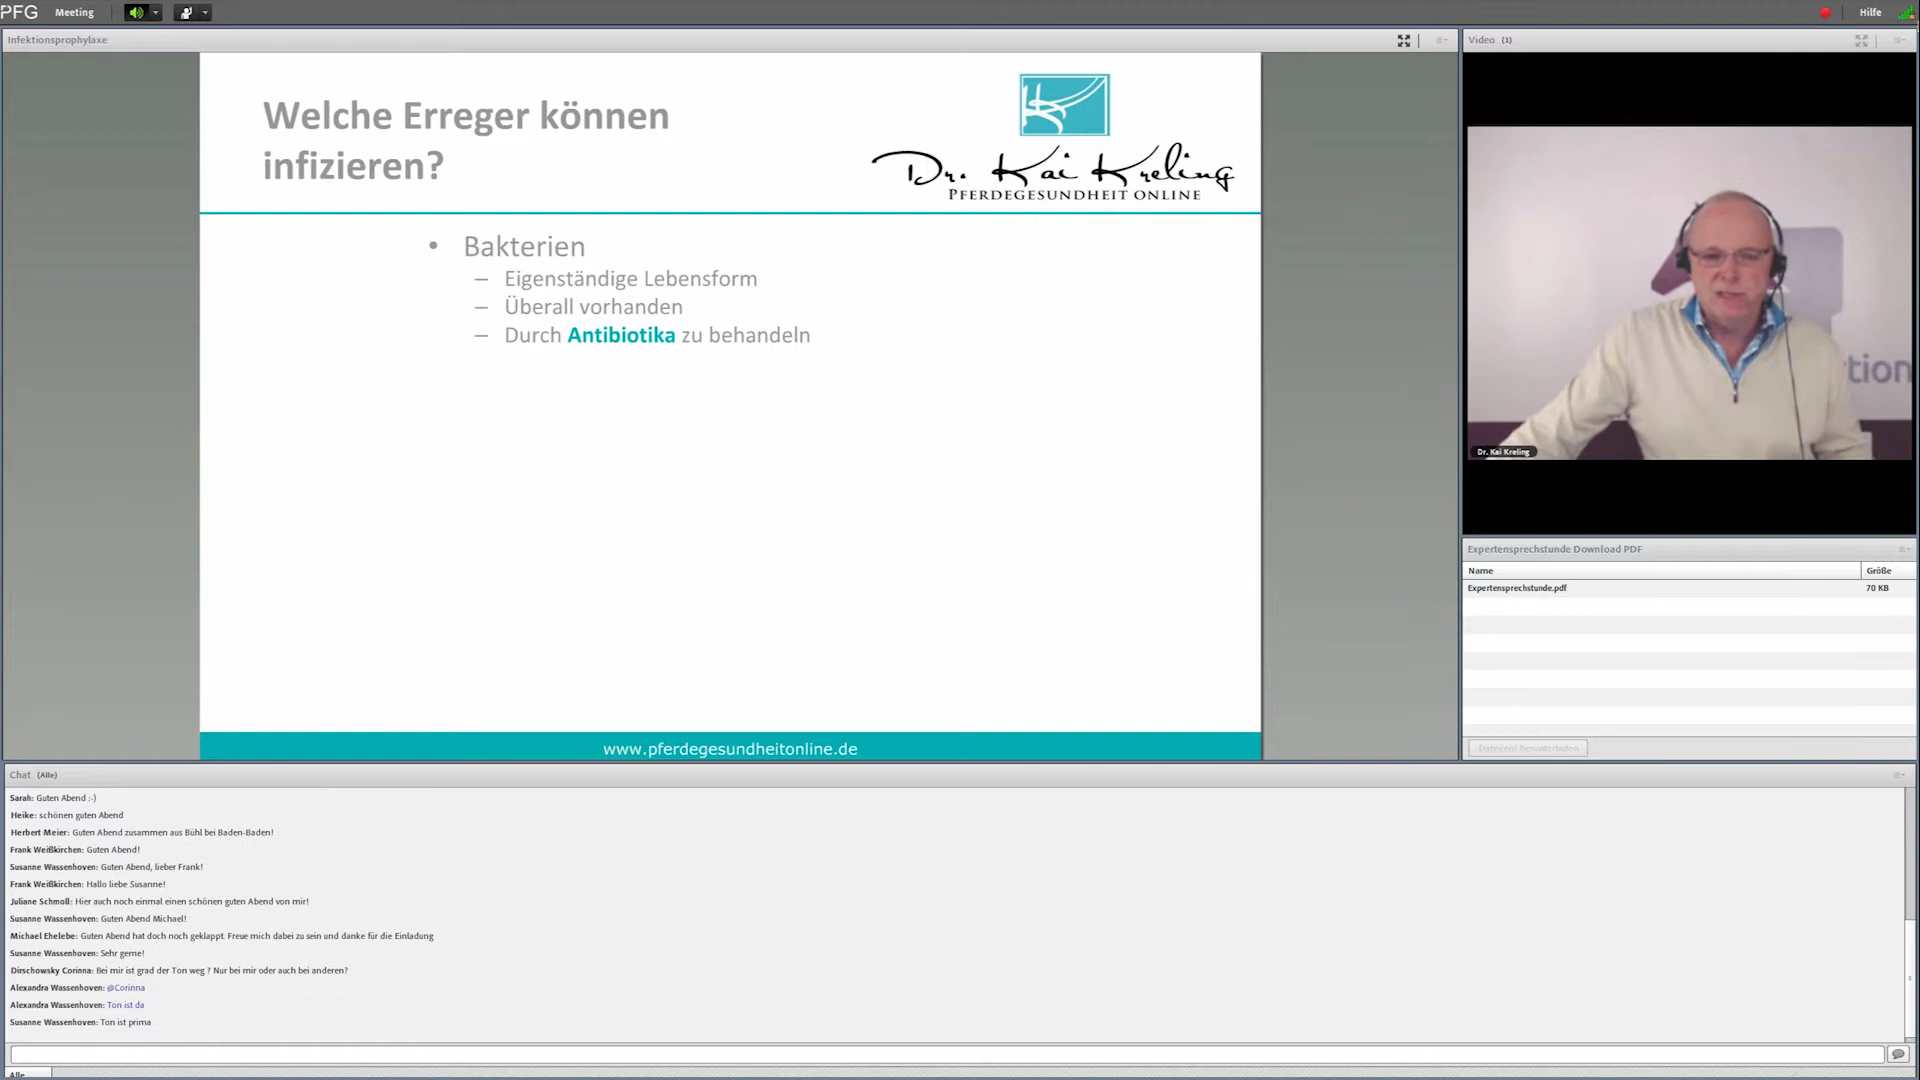 PFG
Meeting
Hilfe
Infektionsprophylaxe
Video (1)
Welche Erreger können
infizieren?
Dr. Kai Kreling
PFERDEGESUNDHEIT ONLINE
• Bakterien
– Eigenständige Lebensform
– Überall vorhanden
– Durch Antibiotika zu behandeln
www.pferdegesundheitonline.de
tion
Dr. Kai Kreling
Expertensprechstunde Download PDF
Name Größe
Expertensprechstunde.pdf 70 KB
Datei(en) herunterladen
Chat (Alle)
Sarah: Guten Abend :-)
Heike: schönen guten Abend
Herbert Meier: Guten Abend zusammen aus Bühl bei Baden-Baden!
Frank Weißkirchen: Guten Abend!
Susanne Wassenhoven: Guten Abend, lieber Frank!
Frank Weißkirchen: Hallo liebe Susanne!
Juliane Schmoll: Hier auch noch einmal einen schönen guten Abend von mir!
Susanne Wassenhoven: Guten Abend Michael!
Michael Ehelebe: Guten Abend hat doch noch geklappt. Freue mich dabei zu sein und danke für die Einladung
Susanne Wassenhoven: Sehr gerne!
Dirschowsky Corinna: Bei mir ist grad der Ton weg ? Nur bei mir oder auch bei anderen?
Alexandra Wassenhoven: @Corinna
Alexandra Wassenhoven: Ton ist da
Susanne Wassenhoven: Ton ist prima
Alle